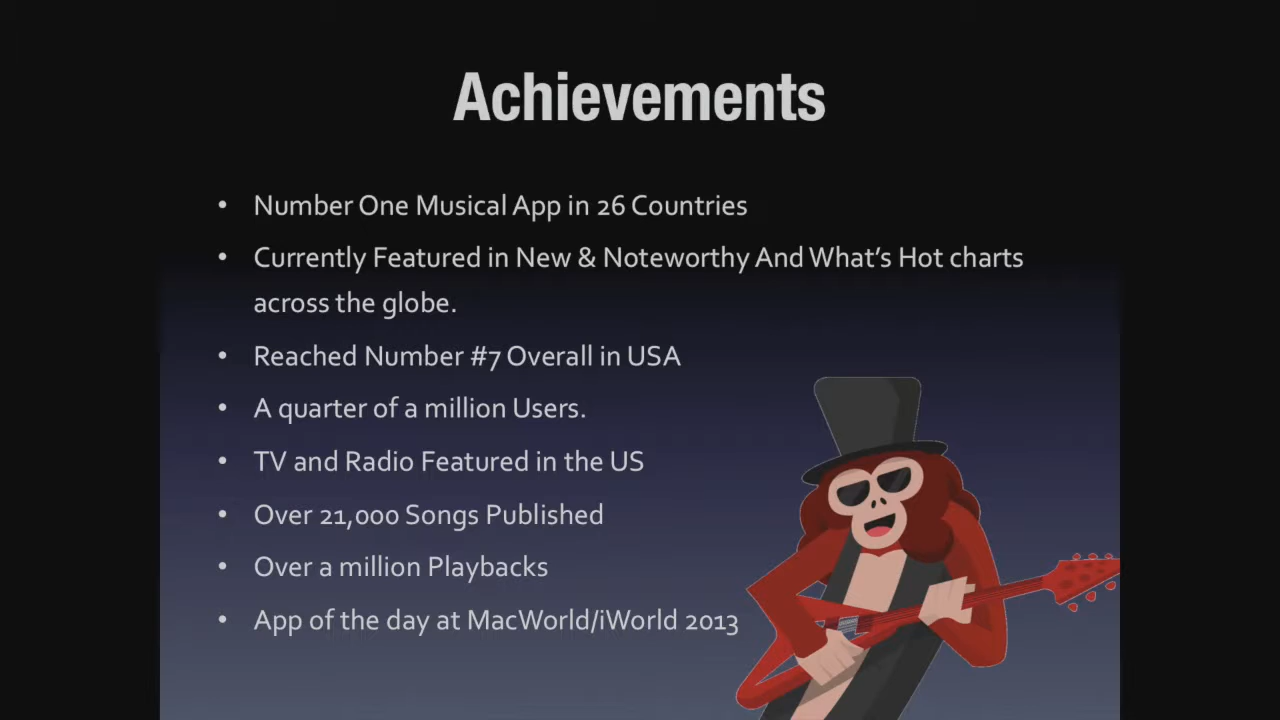 Achievements
• Number One Musical App in 26 Countries
• Currently Featured in New & Noteworthy And What's Hot charts
across the globe.
• Reached Number #7 Overall in USA
• A quarter of a million Users.
• TV and Radio Featured in the US
• Over 21,000 Songs Published
• Over a million Playbacks
• App of the day at MacWorld/iWorld 2013